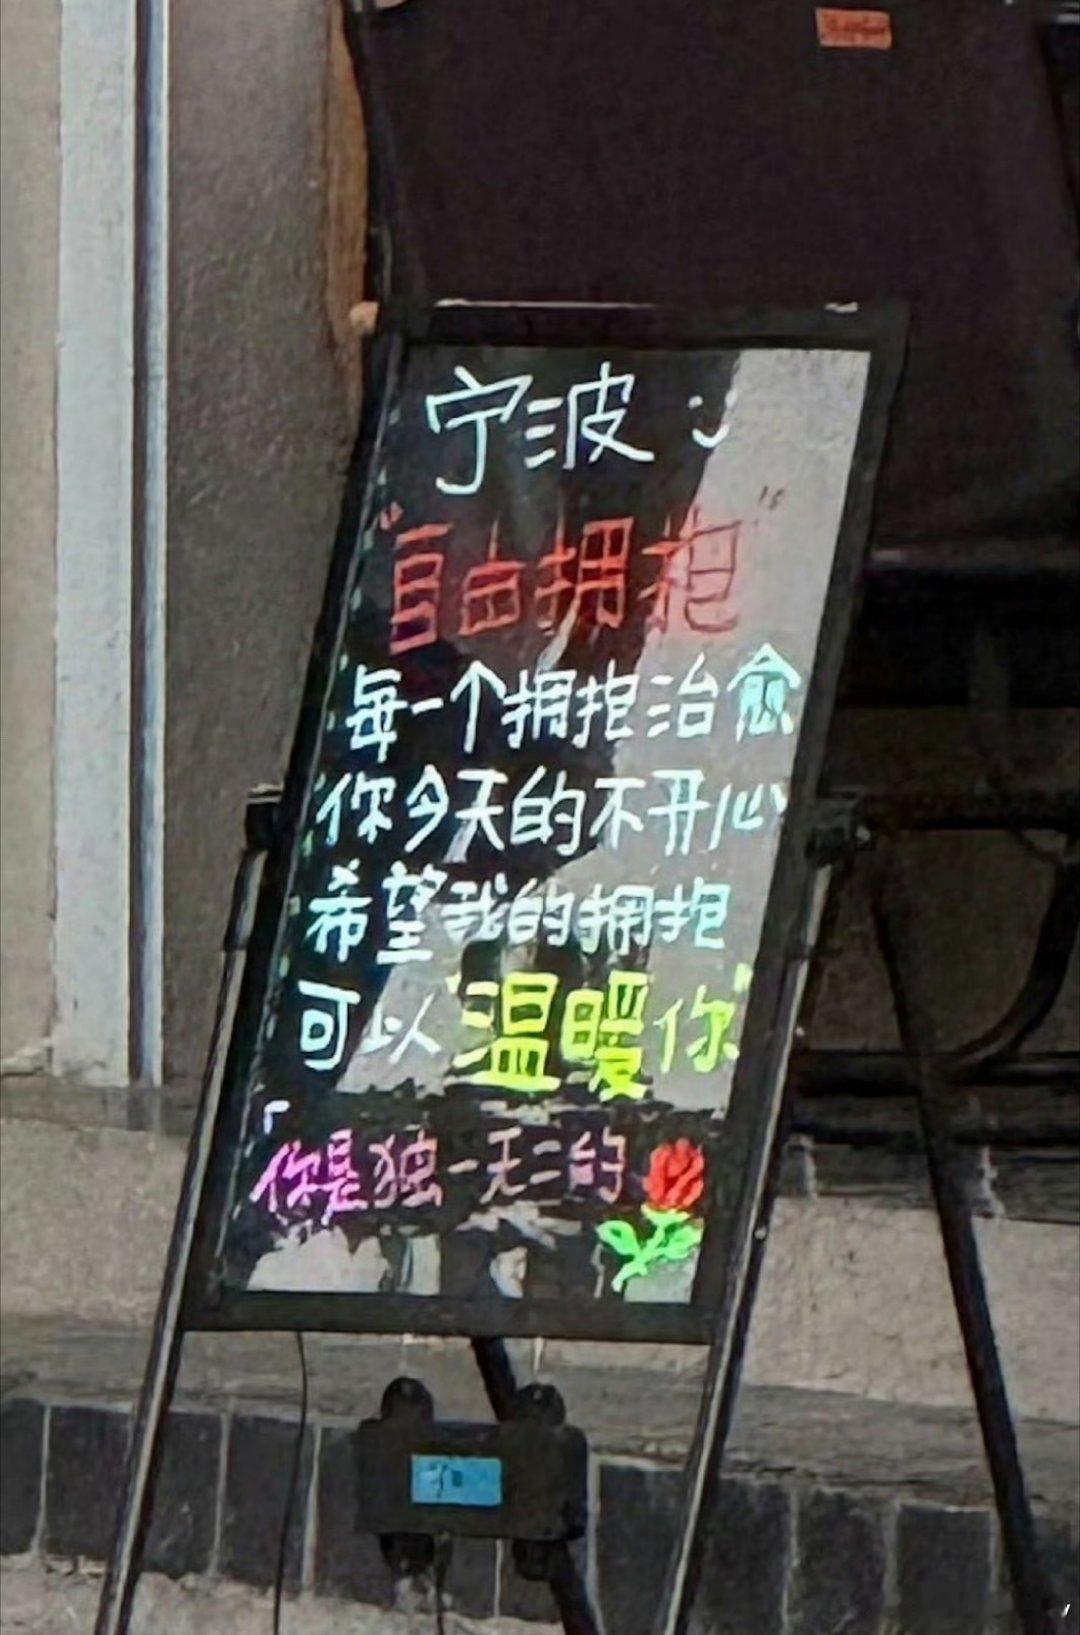 宁波:
"自由拥抱"
每一个拥抱治愈
你今天的不开心
希望我的拥抱
可以"温暖你"
「你是独一无二的